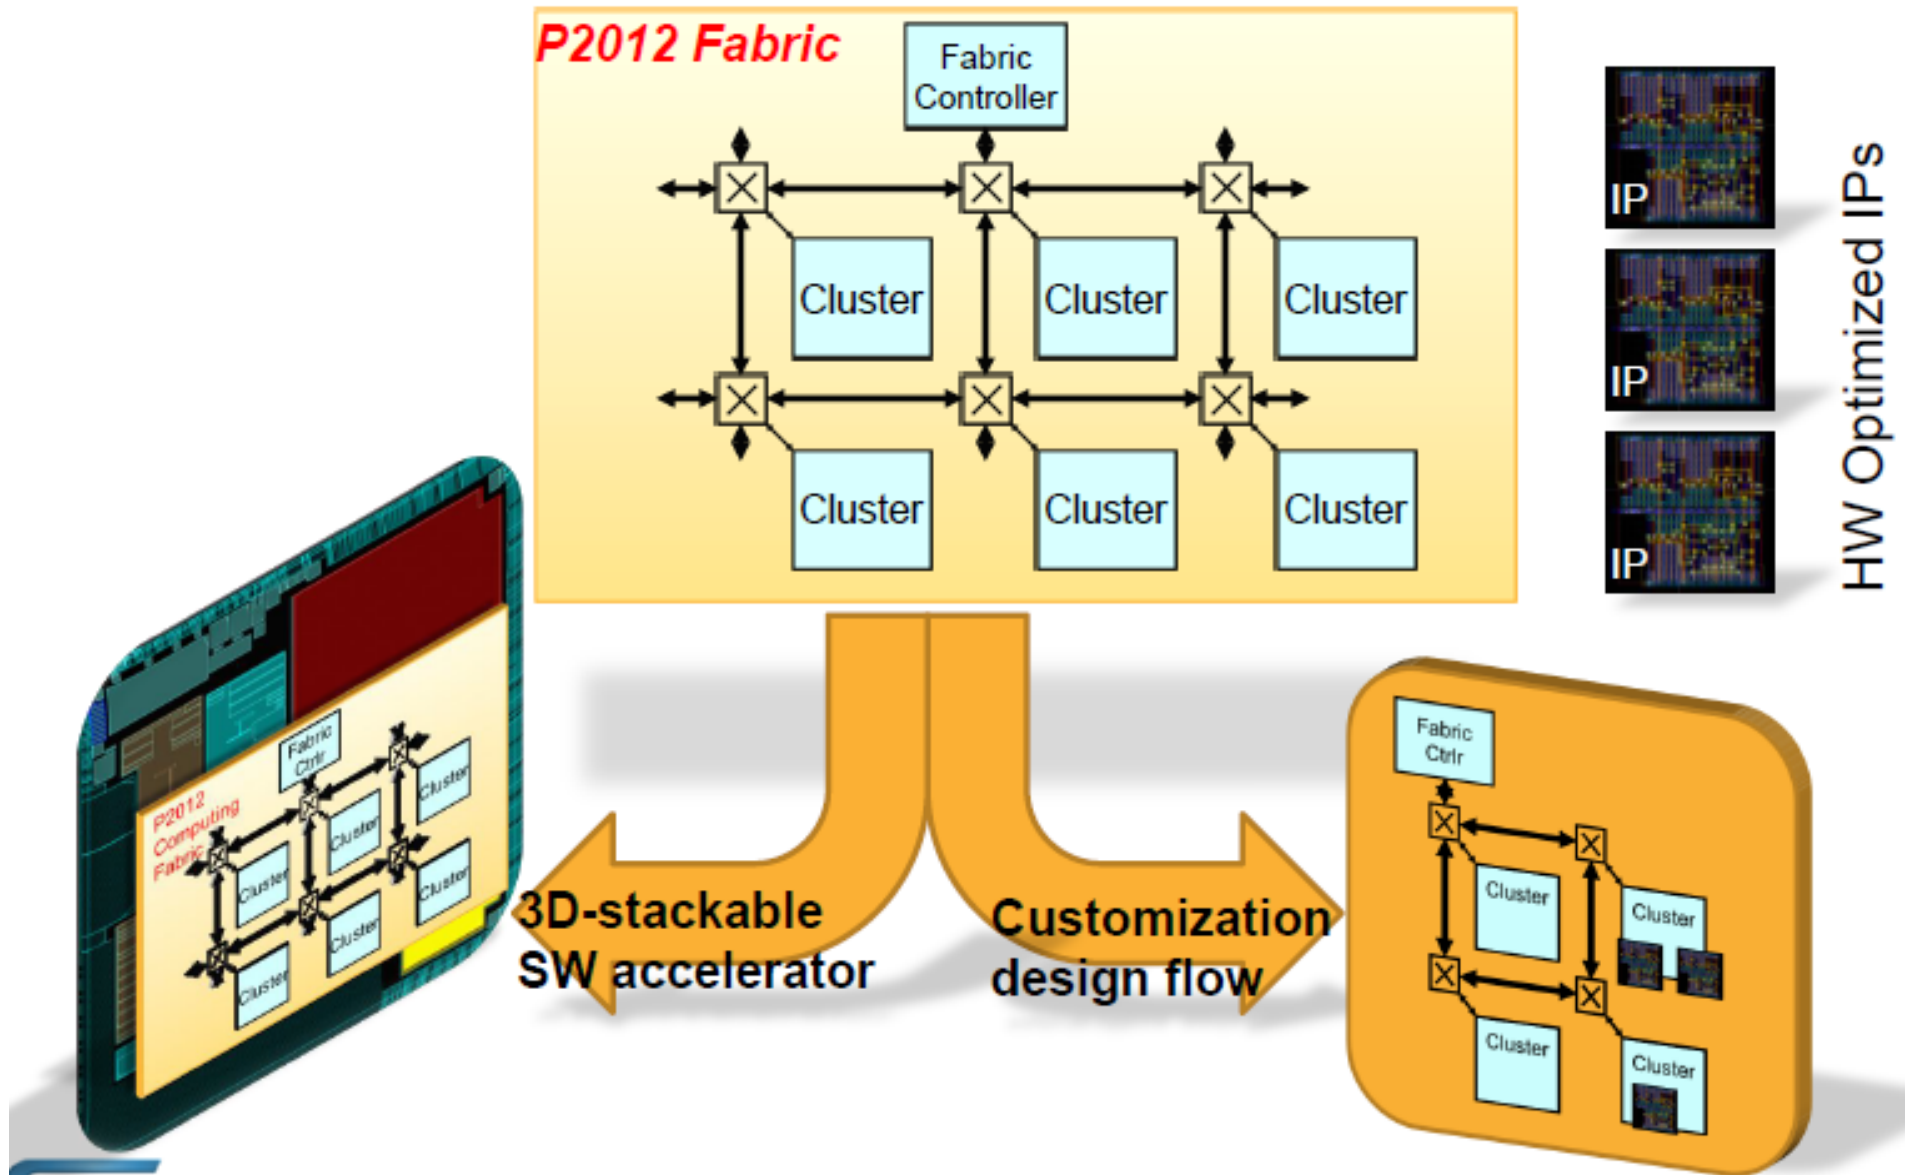 P2012 Fabric
Fabric
Controller
Cluster
Cluster
Cluster
Cluster
Cluster
Cluster
IP
IP
IP
HW Optimized IPs
3D-stackable
SW accelerator
Customization
design flow
P2012
Computing
Fabric
Fabric
Ctrlr
Cluster
Cluster
Cluster
Cluster
Cluster
Cluster
Fabric
Ctrlr
Cluster
Cluster
Cluster
Cluster